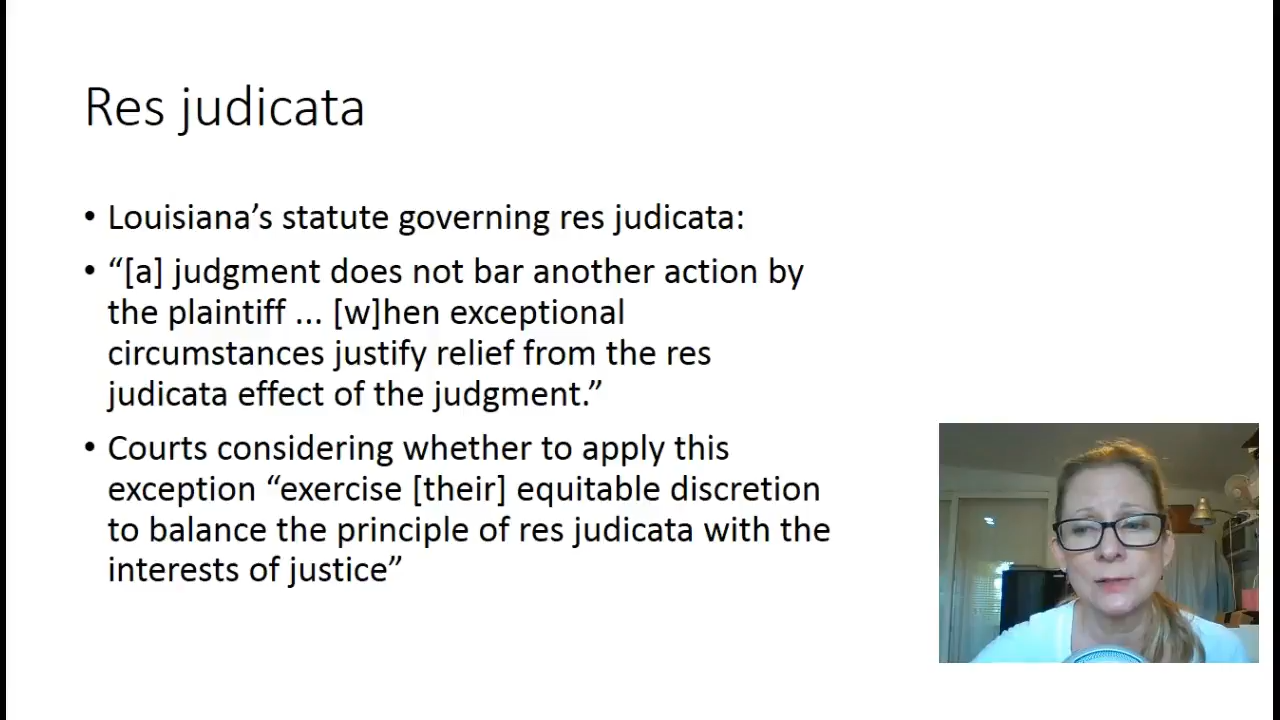 Res judicata
• Louisiana’s statute governing res judicata:
• “[a] judgment does not bar another action by
the plaintiff ... [w]hen exceptional
circumstances justify relief from the res
judicata effect of the judgment.”
• Courts considering whether to apply this
exception “exercise [their] equitable discretion
to balance the principle of res judicata with the
interests of justice”